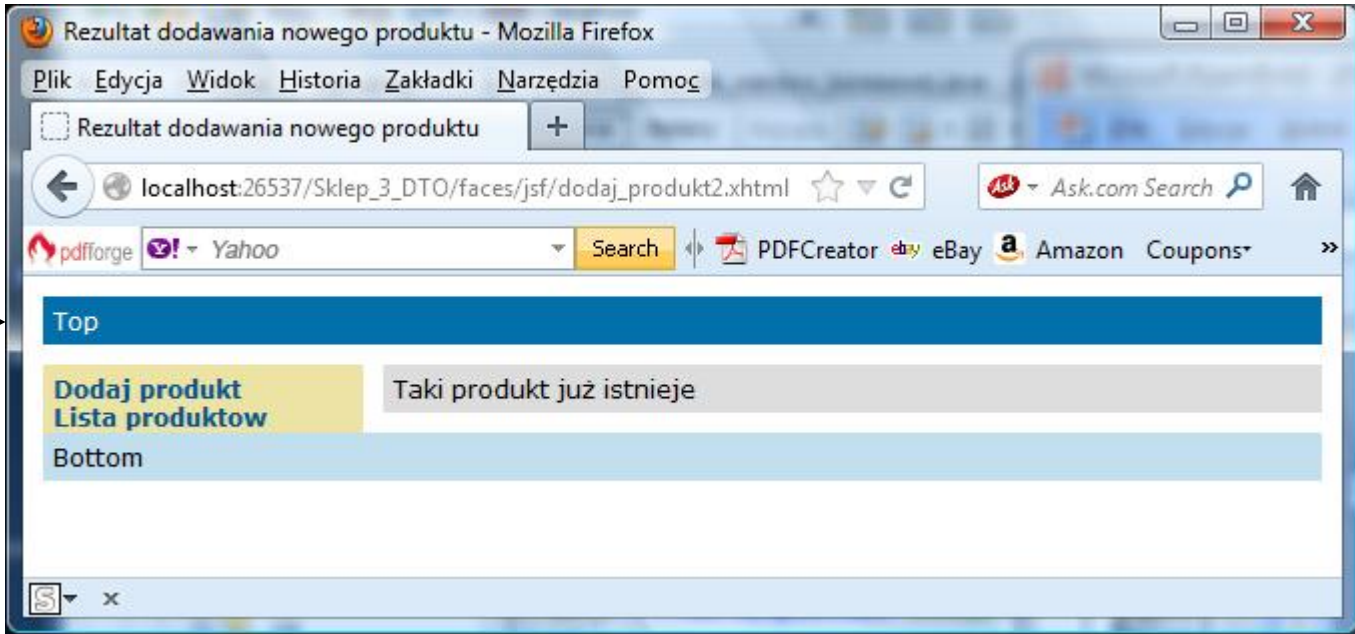 Rezultat dodawania nowego produktu - Mozilla Firefox
Plik Edycja Widok Historia Zakładki Narzędzia Pomoc
Rezultat dodawania nowego produktu +
localhost:26537/Sklep_3_DTO/faces/jsf/dodaj_produkt2.xhtml Ask Ask.com Search
pdfforge Y! Yahoo Search PDFCreator ebay eBay a Amazon Coupons »
Top
Dodaj produkt
Lista produktow
Taki produkt już istnieje
Bottom
S x